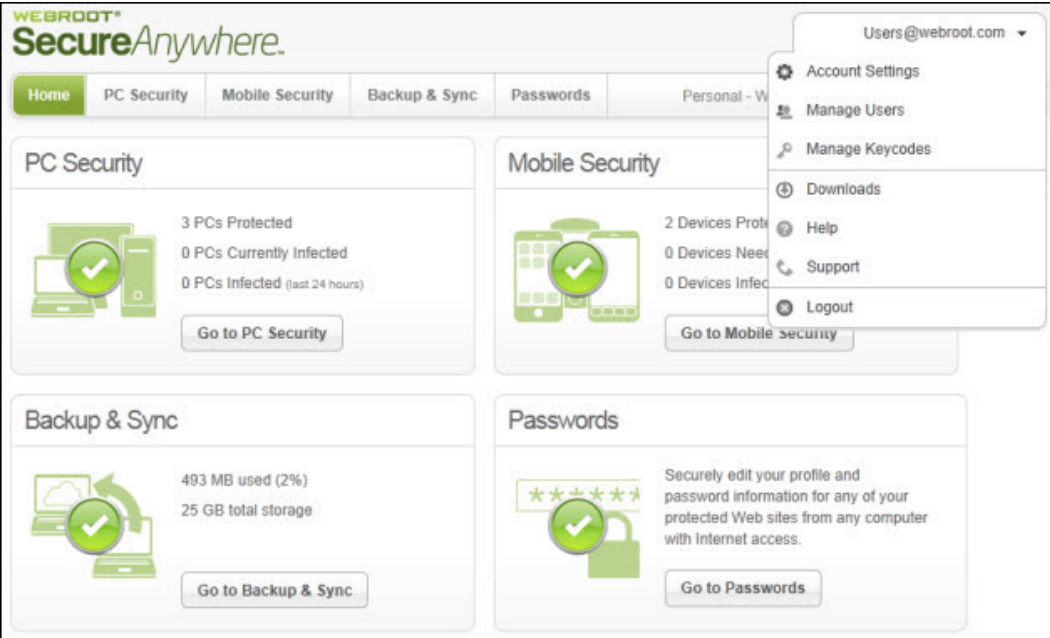 WEBROOT®
SecureAnywhere.
Users@webroot.com
Home
PC Security
Mobile Security
Backup & Sync
Passwords
Personal - W
Account Settings
Manage Users
Manage Keycodes
Downloads
Help
Support
Logout
PC Security
3 PCs Protected
0 PCs Currently Infected
0 PCs Infected (last 24 hours)
Go to PC Security
Mobile Security
2 Devices Prote
0 Devices Need
0 Devices Infec
Go to Mobile Security
Backup & Sync
493 MB used (2%)
25 GB total storage
Go to Backup & Sync
Passwords
******
Securely edit your profile and
password information for any of your
protected Web sites from any computer
with Internet access.
Go to Passwords